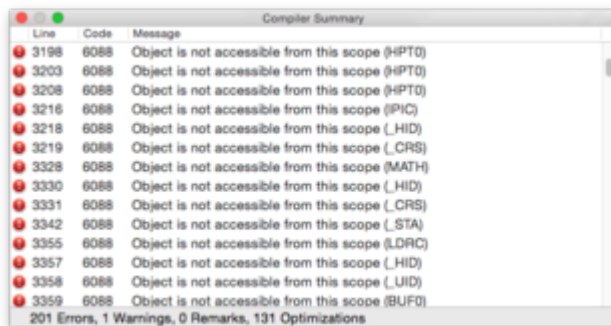 Compiler Summary
Line Code Message
3198 6088 Object is not accessible from this scope (HPT0)
3203 6088 Object is not accessible from this scope (HPT0)
3208 6088 Object is not accessible from this scope (HPT0)
3216 6088 Object is not accessible from this scope (IPIC)
3218 6088 Object is not accessible from this scope (_HID)
3219 6088 Object is not accessible from this scope (_CRS)
3328 6088 Object is not accessible from this scope (MATH)
3330 6088 Object is not accessible from this scope (_HID)
3331 6088 Object is not accessible from this scope (_CRS)
3342 6088 Object is not accessible from this scope (_STA)
3355 6088 Object is not accessible from this scope (LDRC)
3357 6088 Object is not accessible from this scope (_HID)
3358 6088 Object is not accessible from this scope (_UID)
3359 6088 Object is not accessible from this scope (BUF0)
201 Errors, 1 Warnings, 0 Remarks, 131 Optimizations